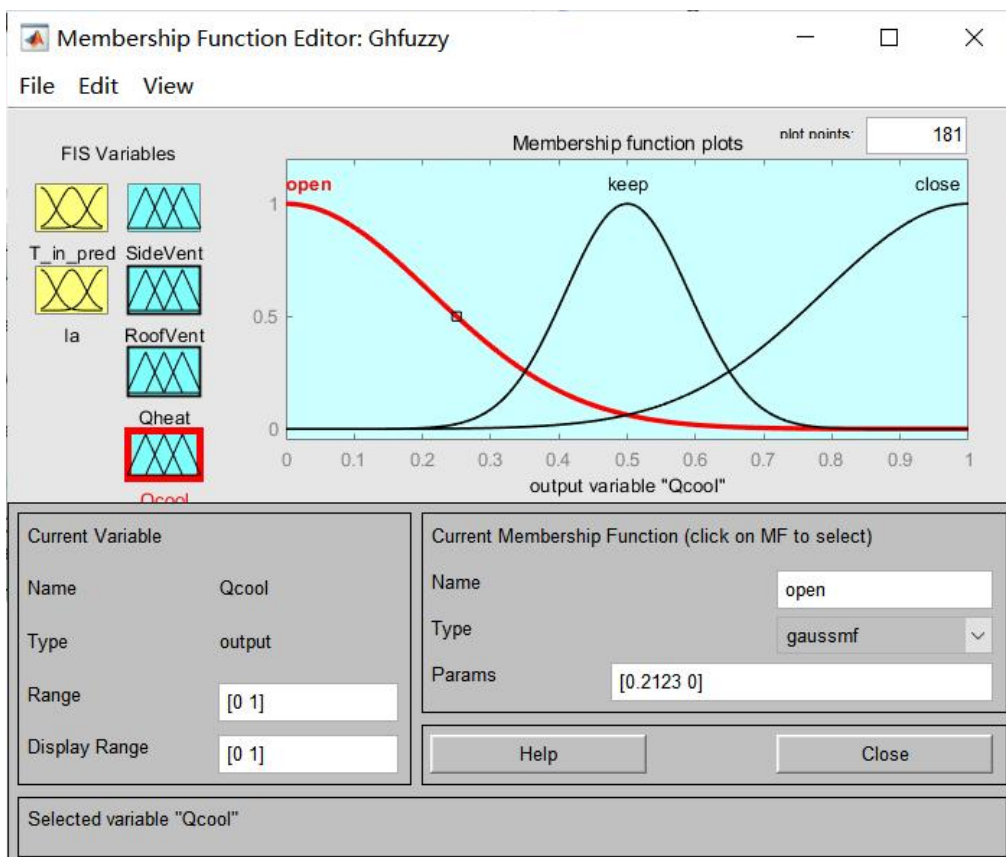 Membership Function Editor: Ghfuzzy
File Edit View
FIS Variables
Membership function plots
plot points:
181
T_in_pred
SideVent
Ia
RoofVent
Qheat
Qcool
open
keep
close
1
0.5
0
0 0.1 0.2 0.3 0.4 0.5 0.6 0.7 0.8 0.9 1
output variable "Qcool"
Current Variable
Name Qcool
Type output
Range [0 1]
Display Range [0 1]
Current Membership Function (click on MF to select)
Name open
Type gaussmf
Params [0.2123 0]
Help
Close
Selected variable "Qcool"